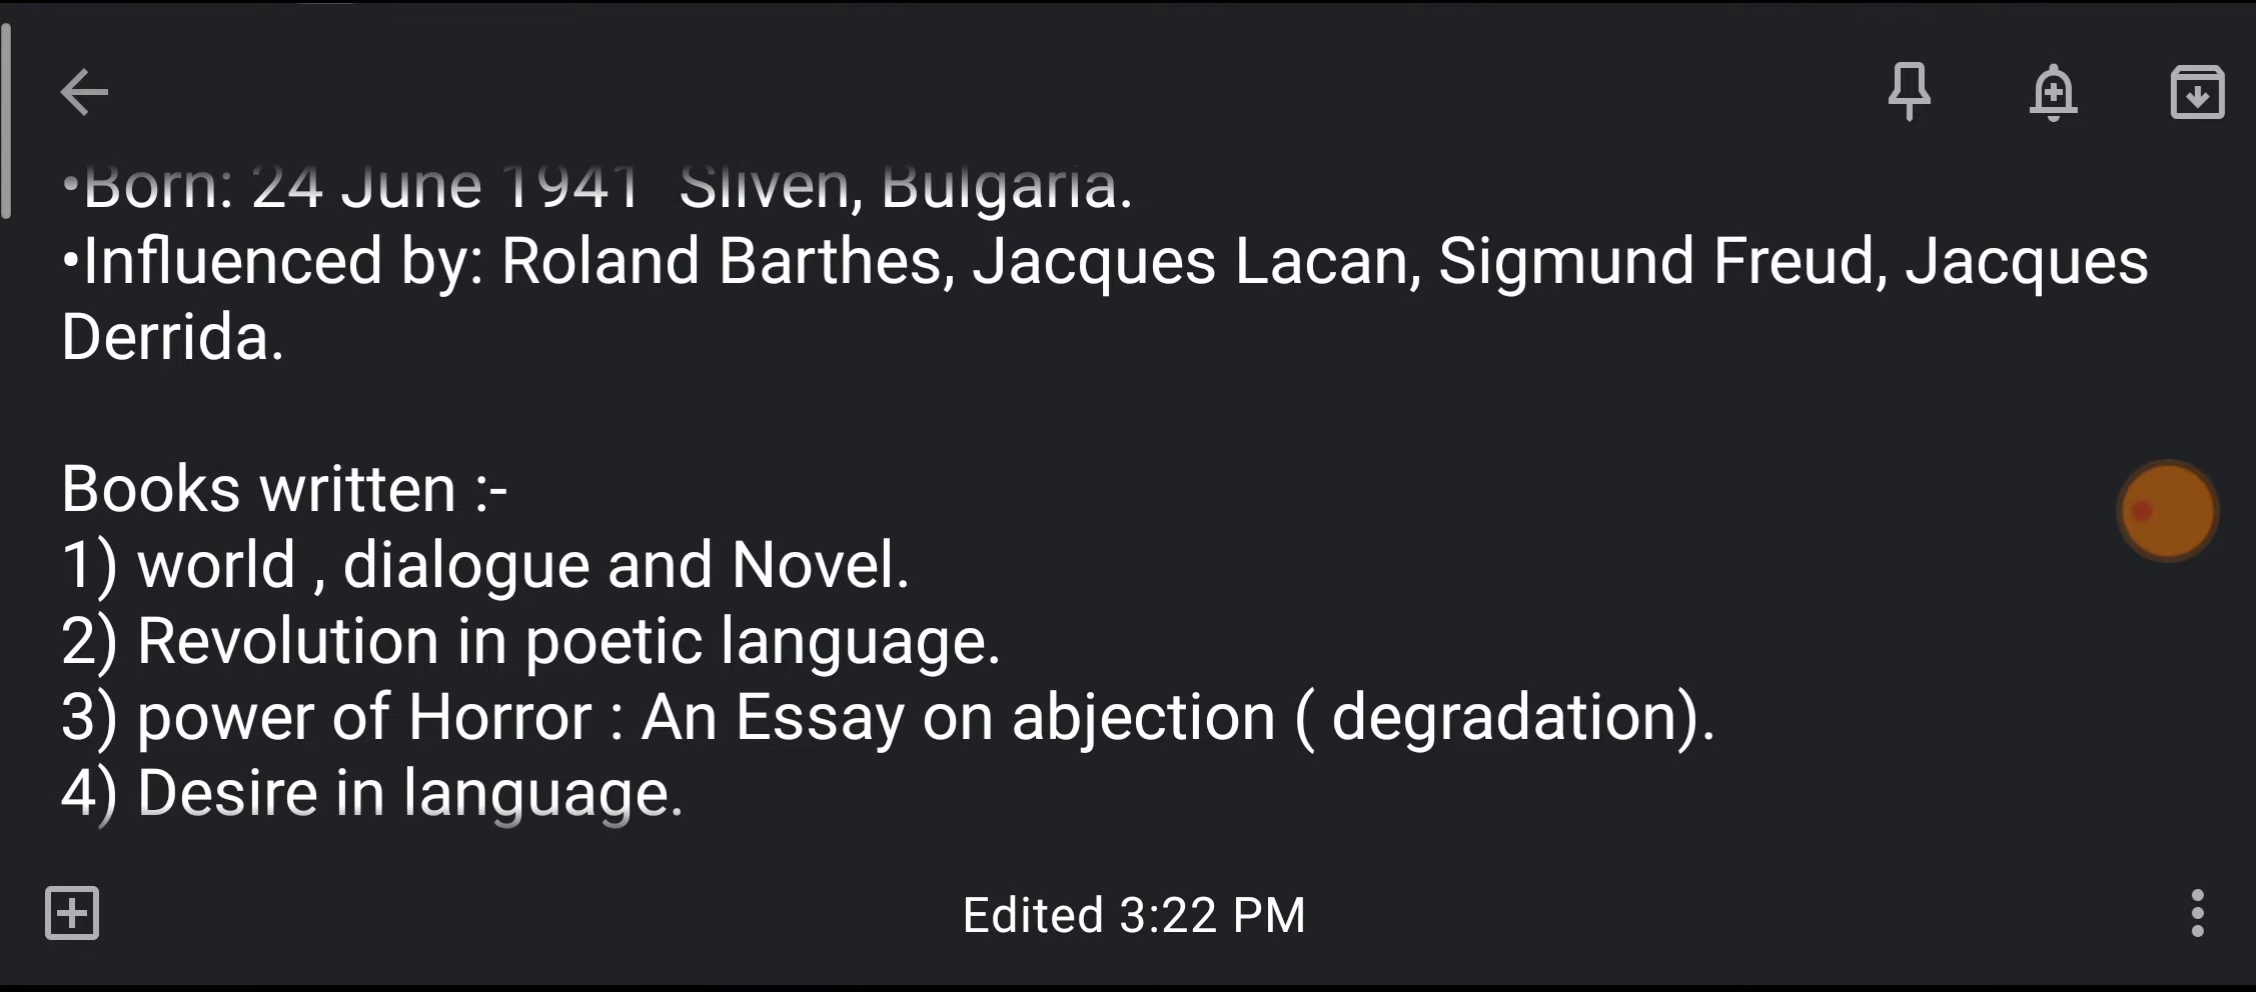 •Born: 24 June 1941 Sliven, Bulgaria.
•Influenced by: Roland Barthes, Jacques Lacan, Sigmund Freud, Jacques
Derrida.
Books written :-
1) world , dialogue and Novel.
2) Revolution in poetic language.
3) power of Horror : An Essay on abjection ( degradation).
4) Desire in language.
Edited 3:22 PM